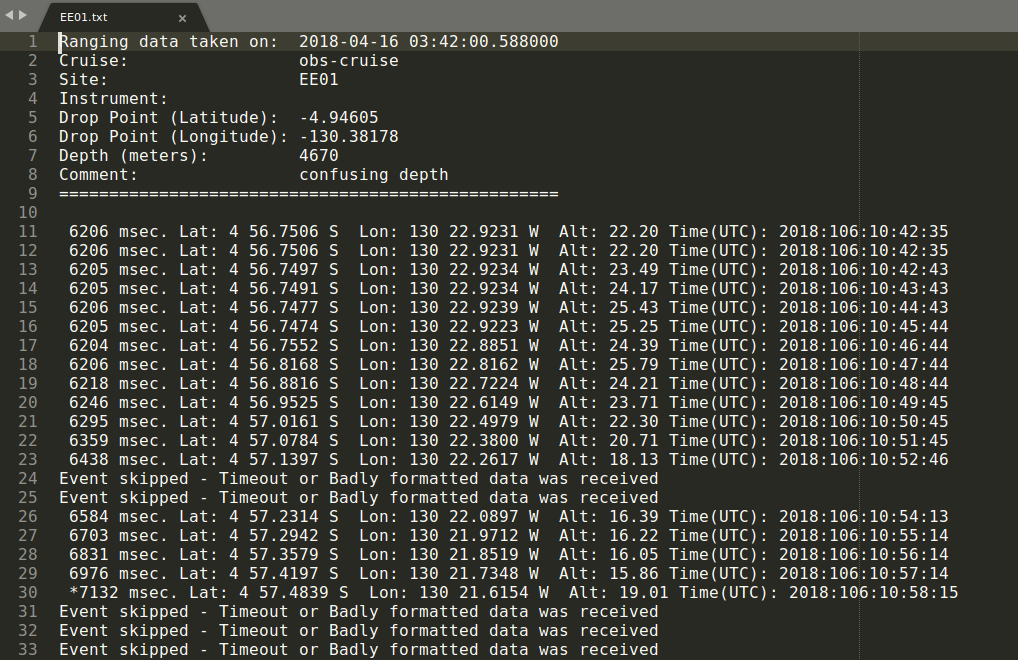 EE01.txt ×
1 Ranging data taken on:  2018-04-16 03:42:00.588000
2 Cruise:                 obs-cruise
3 Site:                   EE01
4 Instrument:
5 Drop Point (Latitude):  -4.94605
6 Drop Point (Longitude): -130.38178
7 Depth (meters):         4670
8 Comment:                confusing depth
9 ==================================================
10
11  6206 msec. Lat: 4 56.7506 S  Lon: 130 22.9231 W  Alt: 22.20 Time(UTC): 2018:106:10:42:35
12  6206 msec. Lat: 4 56.7506 S  Lon: 130 22.9231 W  Alt: 22.20 Time(UTC): 2018:106:10:42:35
13  6205 msec. Lat: 4 56.7497 S  Lon: 130 22.9234 W  Alt: 23.49 Time(UTC): 2018:106:10:42:43
14  6205 msec. Lat: 4 56.7491 S  Lon: 130 22.9234 W  Alt: 24.17 Time(UTC): 2018:106:10:43:43
15  6206 msec. Lat: 4 56.7477 S  Lon: 130 22.9239 W  Alt: 25.43 Time(UTC): 2018:106:10:44:43
16  6205 msec. Lat: 4 56.7474 S  Lon: 130 22.9223 W  Alt: 25.25 Time(UTC): 2018:106:10:45:44
17  6204 msec. Lat: 4 56.7552 S  Lon: 130 22.8851 W  Alt: 24.39 Time(UTC): 2018:106:10:46:44
18  6206 msec. Lat: 4 56.8168 S  Lon: 130 22.8162 W  Alt: 25.79 Time(UTC): 2018:106:10:47:44
19  6218 msec. Lat: 4 56.8816 S  Lon: 130 22.7224 W  Alt: 24.21 Time(UTC): 2018:106:10:48:44
20  6246 msec. Lat: 4 56.9525 S  Lon: 130 22.6149 W  Alt: 23.71 Time(UTC): 2018:106:10:49:45
21  6295 msec. Lat: 4 57.0161 S  Lon: 130 22.4979 W  Alt: 22.30 Time(UTC): 2018:106:10:50:45
22  6359 msec. Lat: 4 57.0784 S  Lon: 130 22.3800 W  Alt: 20.71 Time(UTC): 2018:106:10:51:45
23  6438 msec. Lat: 4 57.1397 S  Lon: 130 22.2617 W  Alt: 18.13 Time(UTC): 2018:106:10:52:46
24 Event skipped - Timeout or Badly formatted data was received
25 Event skipped - Timeout or Badly formatted data was received
26  6584 msec. Lat: 4 57.2314 S  Lon: 130 22.0897 W  Alt: 16.39 Time(UTC): 2018:106:10:54:13
27  6703 msec. Lat: 4 57.2942 S  Lon: 130 21.9712 W  Alt: 16.22 Time(UTC): 2018:106:10:55:14
28  6831 msec. Lat: 4 57.3579 S  Lon: 130 21.8519 W  Alt: 16.05 Time(UTC): 2018:106:10:56:14
29  6976 msec. Lat: 4 57.4197 S  Lon: 130 21.7348 W  Alt: 15.86 Time(UTC): 2018:106:10:57:14
30  *7132 msec. Lat: 4 57.4839 S  Lon: 130 21.6154 W  Alt: 19.01 Time(UTC): 2018:106:10:58:15
31 Event skipped - Timeout or Badly formatted data was received
32 Event skipped - Timeout or Badly formatted data was received
33 Event skipped - Timeout or Badly formatted data was received